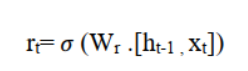 rt= σ (Wr .[ht-1 , xt])